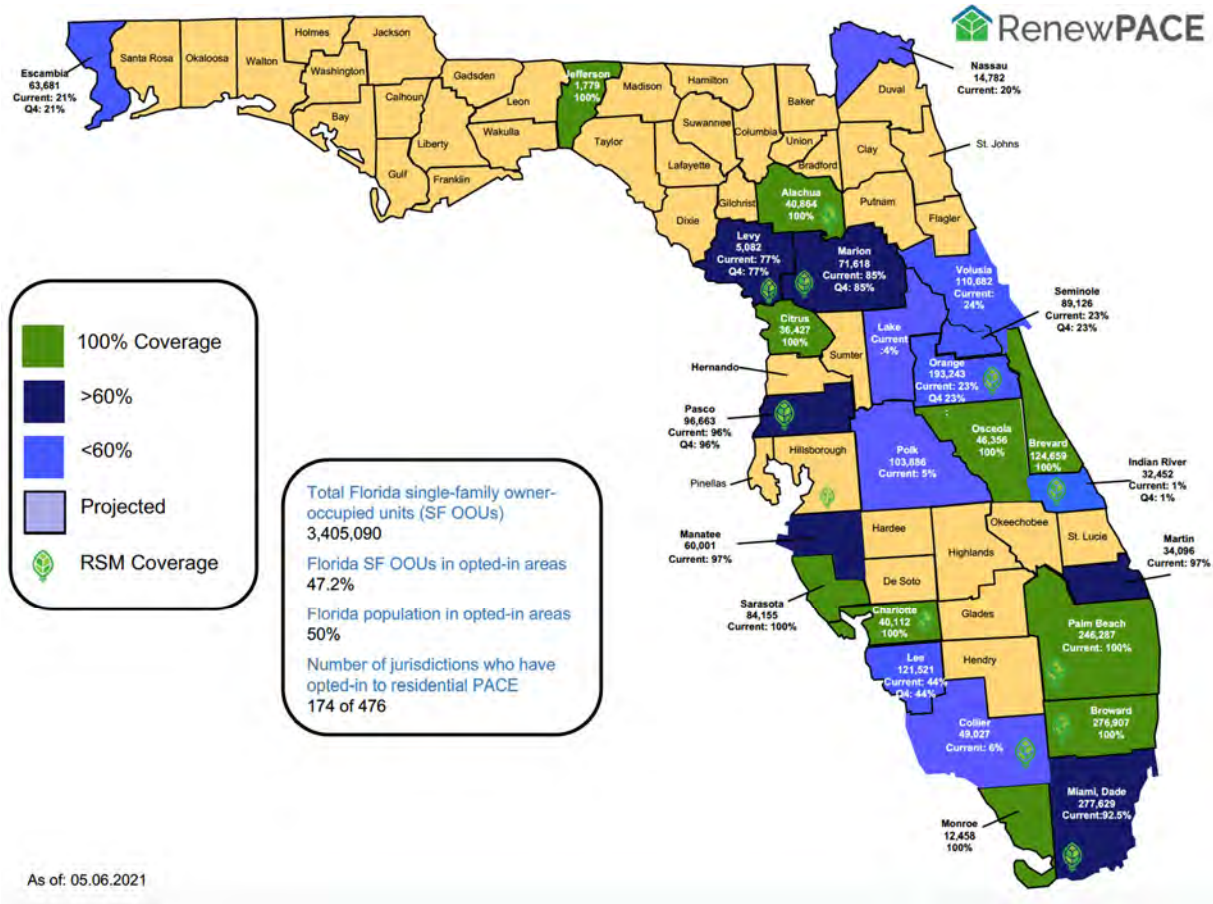 RenewPACE
Escambia
63,681
Current: 21%
Q4: 21%
Santa Rosa
Okaloosa
Walton
Holmes
Washington
Bay
Jackson
Calhoun
Gulf
Liberty
Franklin
Gadsden
Leon
Wakulla
Jefferson
1,779
100%
Madison
Taylor
Hamilton
Suwannee
Lafayette
Dixie
Columbia
Gilchrist
Baker
Union
Bradford
Nassau
14,782
Current: 20%
Duval
Clay
St. Johns
Putnam
Flagler
Alachua
40,864
100%
Levy
5,082
Current: 77%
Q4: 77%
Marion
71,618
Current: 85%
Q4: 85%
Volusia
110,682
Current:
24%
Seminole
89,126
Current: 23%
Q4: 23%
Citrus
36,427
100%
Sumter
Lake
Current
:4%
Orange
193,243
Current: 23%
Q4 23%
Hernando
Pasco
96,663
Current: 96%
Q4: 96%
Hillsborough
Pinellas
Polk
103,886
Current: 5%
Osceola
46,356
100%
Brevard
124,659
100%
Indian River
32,452
Current: 1%
Q4: 1%
Manatee
60,001
Current: 97%
Hardee
Highlands
Okeechobee
St. Lucie
Martin
34,096
Current: 97%
De Soto
Sarasota
84,155
Current: 100%
Charlotte
40,112
100%
Glades
Palm Beach
246,287
Current: 100%
Lee
121,521
Current: 44%
Q4: 44%
Hendry
Collier
49,027
Current: 6%
Broward
276,907
100%
Miami, Dade
277,629
Current:92.5%
Monroe
12,458
100%
100% Coverage
>60%
<60%
Projected
RSM Coverage
Total Florida single-family owner-
occupied units (SF OOUs)
3,405,090
Florida SF OOUs in opted-in areas
47.2%
Florida population in opted-in areas
50%
Number of jurisdictions who have
opted-in to residential PACE
174 of 476
As of: 05.06.2021